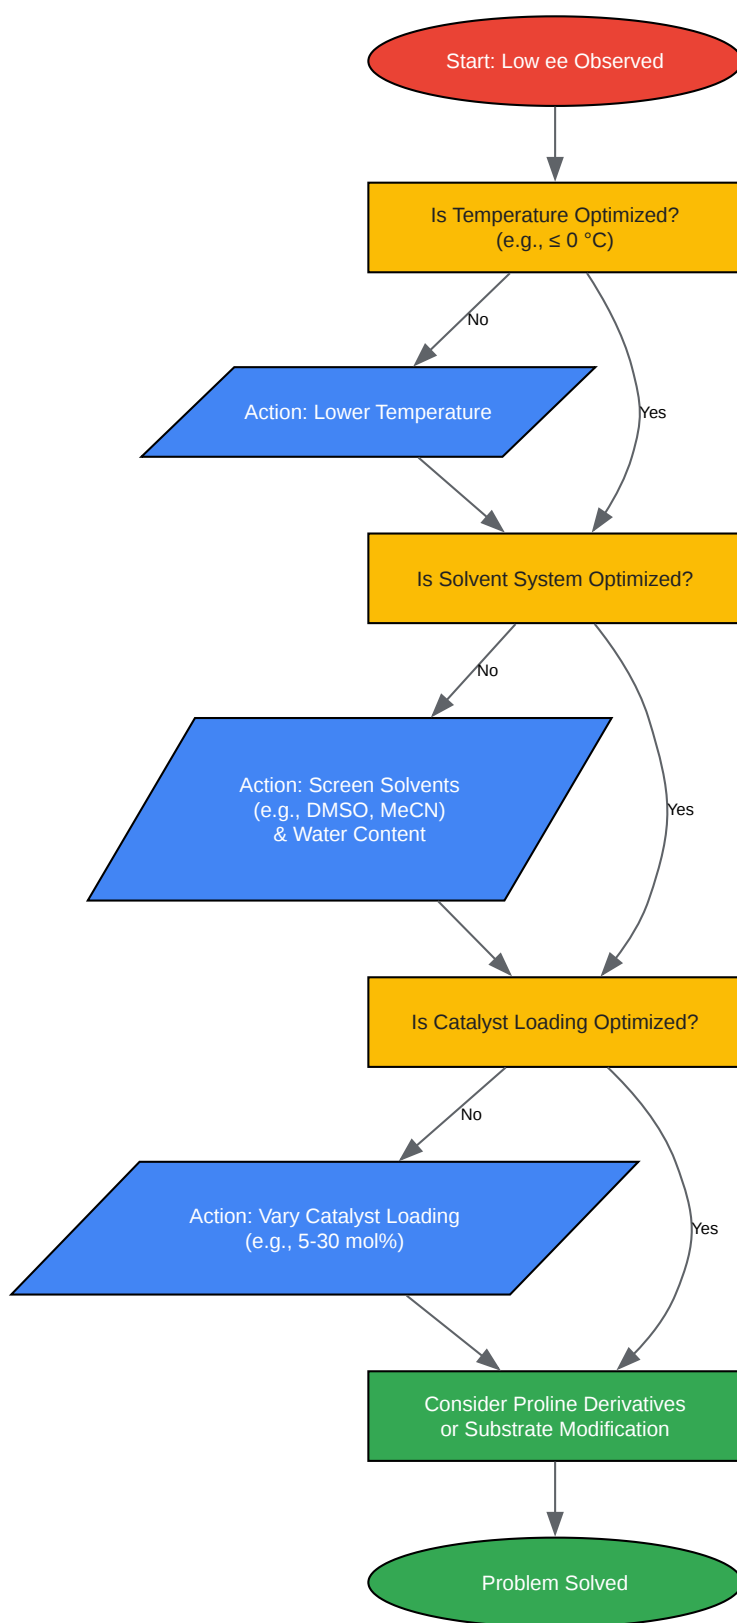 Start: Low ee Observed
Is Temperature Optimized?
(e.g., ≤ 0 °C)
No
Action: Lower Temperature
Yes
Is Solvent System Optimized?
No
Action: Screen Solvents
(e.g., DMSO, MeCN)
& Water Content
Yes
Is Catalyst Loading Optimized?
No
Action: Vary Catalyst Loading
(e.g., 5-30 mol%)
Yes
Consider Proline Derivatives
or Substrate Modification
Problem Solved